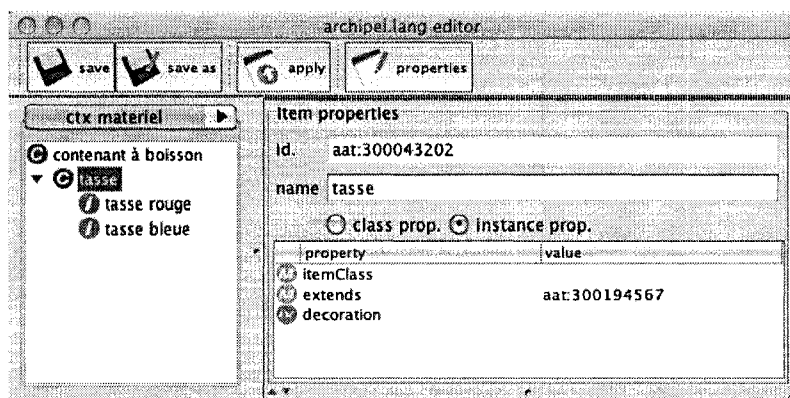 archipel.lang editor
save save as apply properties
ctx materiel
contenant à boisson
tasse
tasse rouge
tasse bleue
Item properties
id. aat:300043202
name tasse
class prop. instance prop.
property value
itemClass
extends aat:300194567
decoration